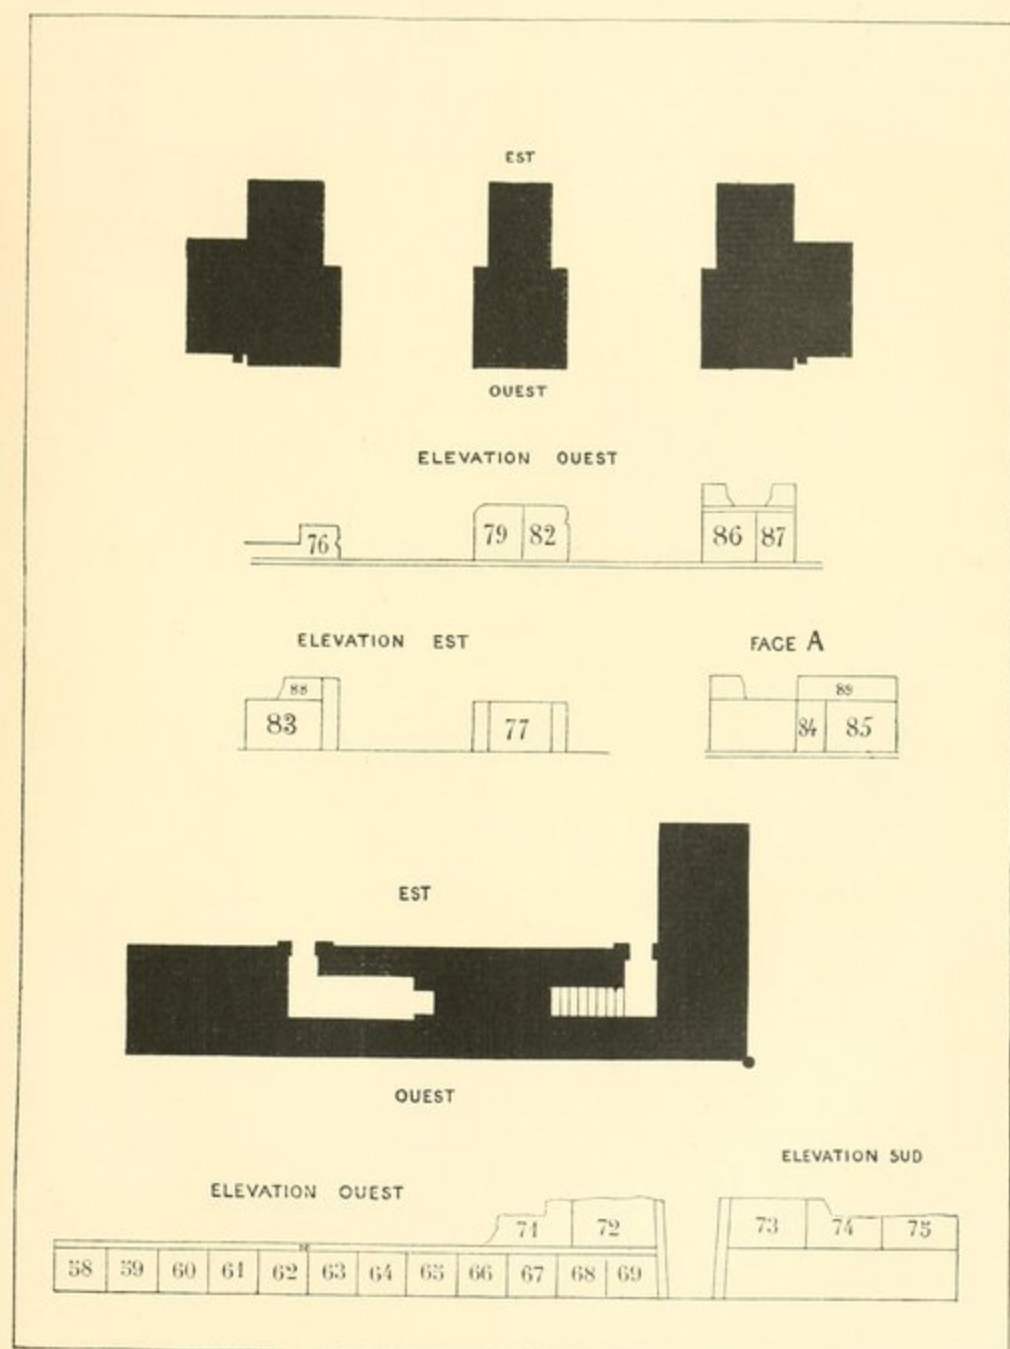 EST
OUEST
ELEVATION OUEST
76 79 82 86 87
ELEVATION EST FACE A
88 89
83 77 84 85
EST
OUEST
ELEVATION SUD
ELEVATION OUEST
71 72 73 74 75
58 59 60 61 62 63 64 65 66 67 68 69